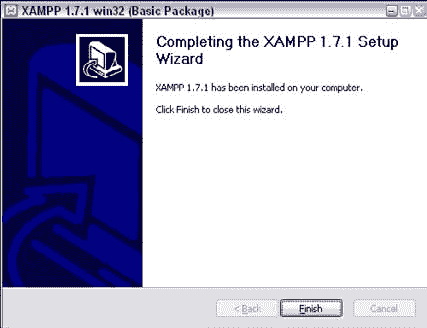 XAMPP 1.7.1 win32 (Basic Package)
Completing the XAMPP 1.7.1 Setup
Wizard
XAMPP 1.7.1 has been installed on your computer.
Click Finish to close this wizard.
< Back Finish Cancel